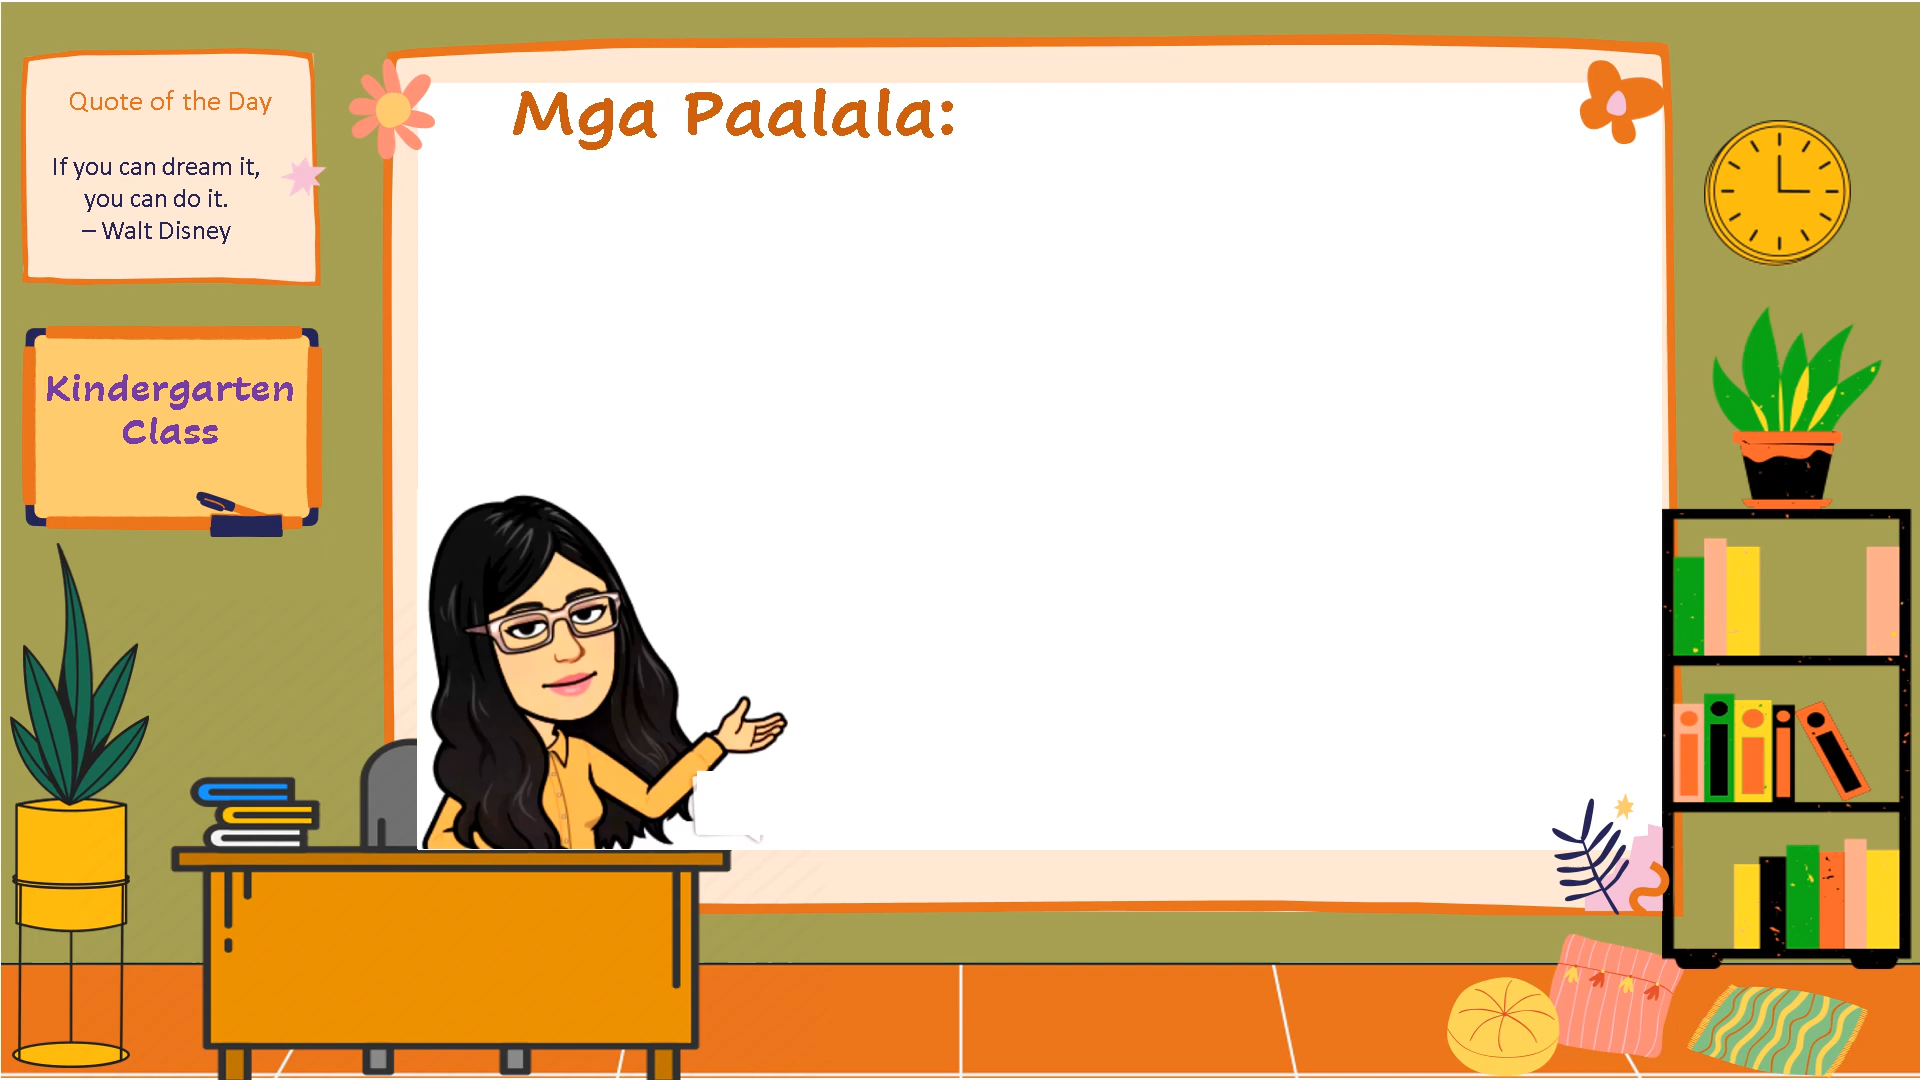 Quote of the Day
If you can dream it,
you can do it.
– Walt Disney
Kindergarten
Class
Mga Paalala: